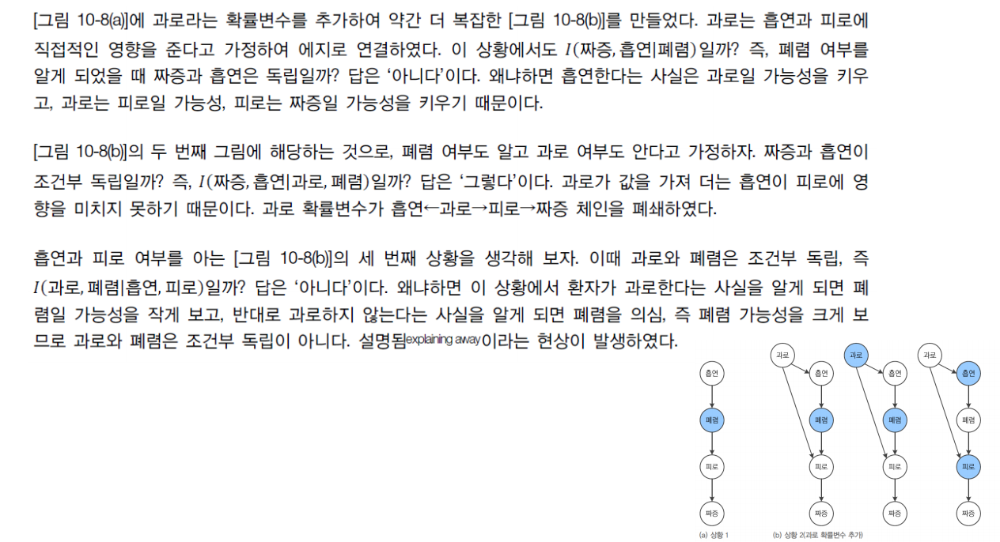 [그림 10-8(a)]에 과로라는 확률변수를 추가하여 약간 더 복잡한 [그림 10-8(b)]를 만들었다. 과로는 흡연과 피로에
직접적인 영향을 준다고 가정하여 에지로 연결하였다. 이 상황에서도 I(짜증, 흡연|폐렴)일까? 즉, 폐렴 여부를
알게 되었을 때 짜증과 흡연은 독립일까? 답은 ‘아니다’이다. 왜냐하면 흡연한다는 사실은 과로일 가능성을 키우
고, 과로는 피로일 가능성, 피로는 짜증일 가능성을 키우기 때문이다.
[그림 10-8(b)]의 두 번째 그림에 해당하는 것으로, 폐렴 여부도 알고 과로 여부도 안다고 가정하자. 짜증과 흡연이
조건부 독립일까? 즉, I(짜증, 흡연|과로, 폐렴)일까? 답은 ‘그렇다’이다. 과로가 값을 가져 더는 흡연이 피로에 영
향을 미치지 못하기 때문이다. 과로 확률변수가 흡연←과로→피로→짜증 체인을 폐쇄하였다.
흡연과 피로 여부를 아는 [그림 10-8(b)]의 세 번째 상황을 생각해 보자. 이때 과로와 폐렴은 조건부 독립, 즉
I(과로, 폐렴|흡연, 피로)일까? 답은 ‘아니다’이다. 왜냐하면 이 상황에서 환자가 과로한다는 사실을 알게 되면 폐
렴일 가능성을 작게 보고, 반대로 과로하지 않는다는 사실을 알게 되면 폐렴을 의심, 즉 폐렴 가능성을 크게 보
므로 과로와 폐렴은 조건부 독립이 아니다. 설명됨explaining away이라는 현상이 발생하였다.
흡연
폐렴
피로
짜증
(a) 상황 1
과로
흡연
폐렴
피로
짜증
과로
흡연
폐렴
피로
짜증
과로
흡연
폐렴
피로
짜증
(b) 상황 2(과로 확률변수 추가)